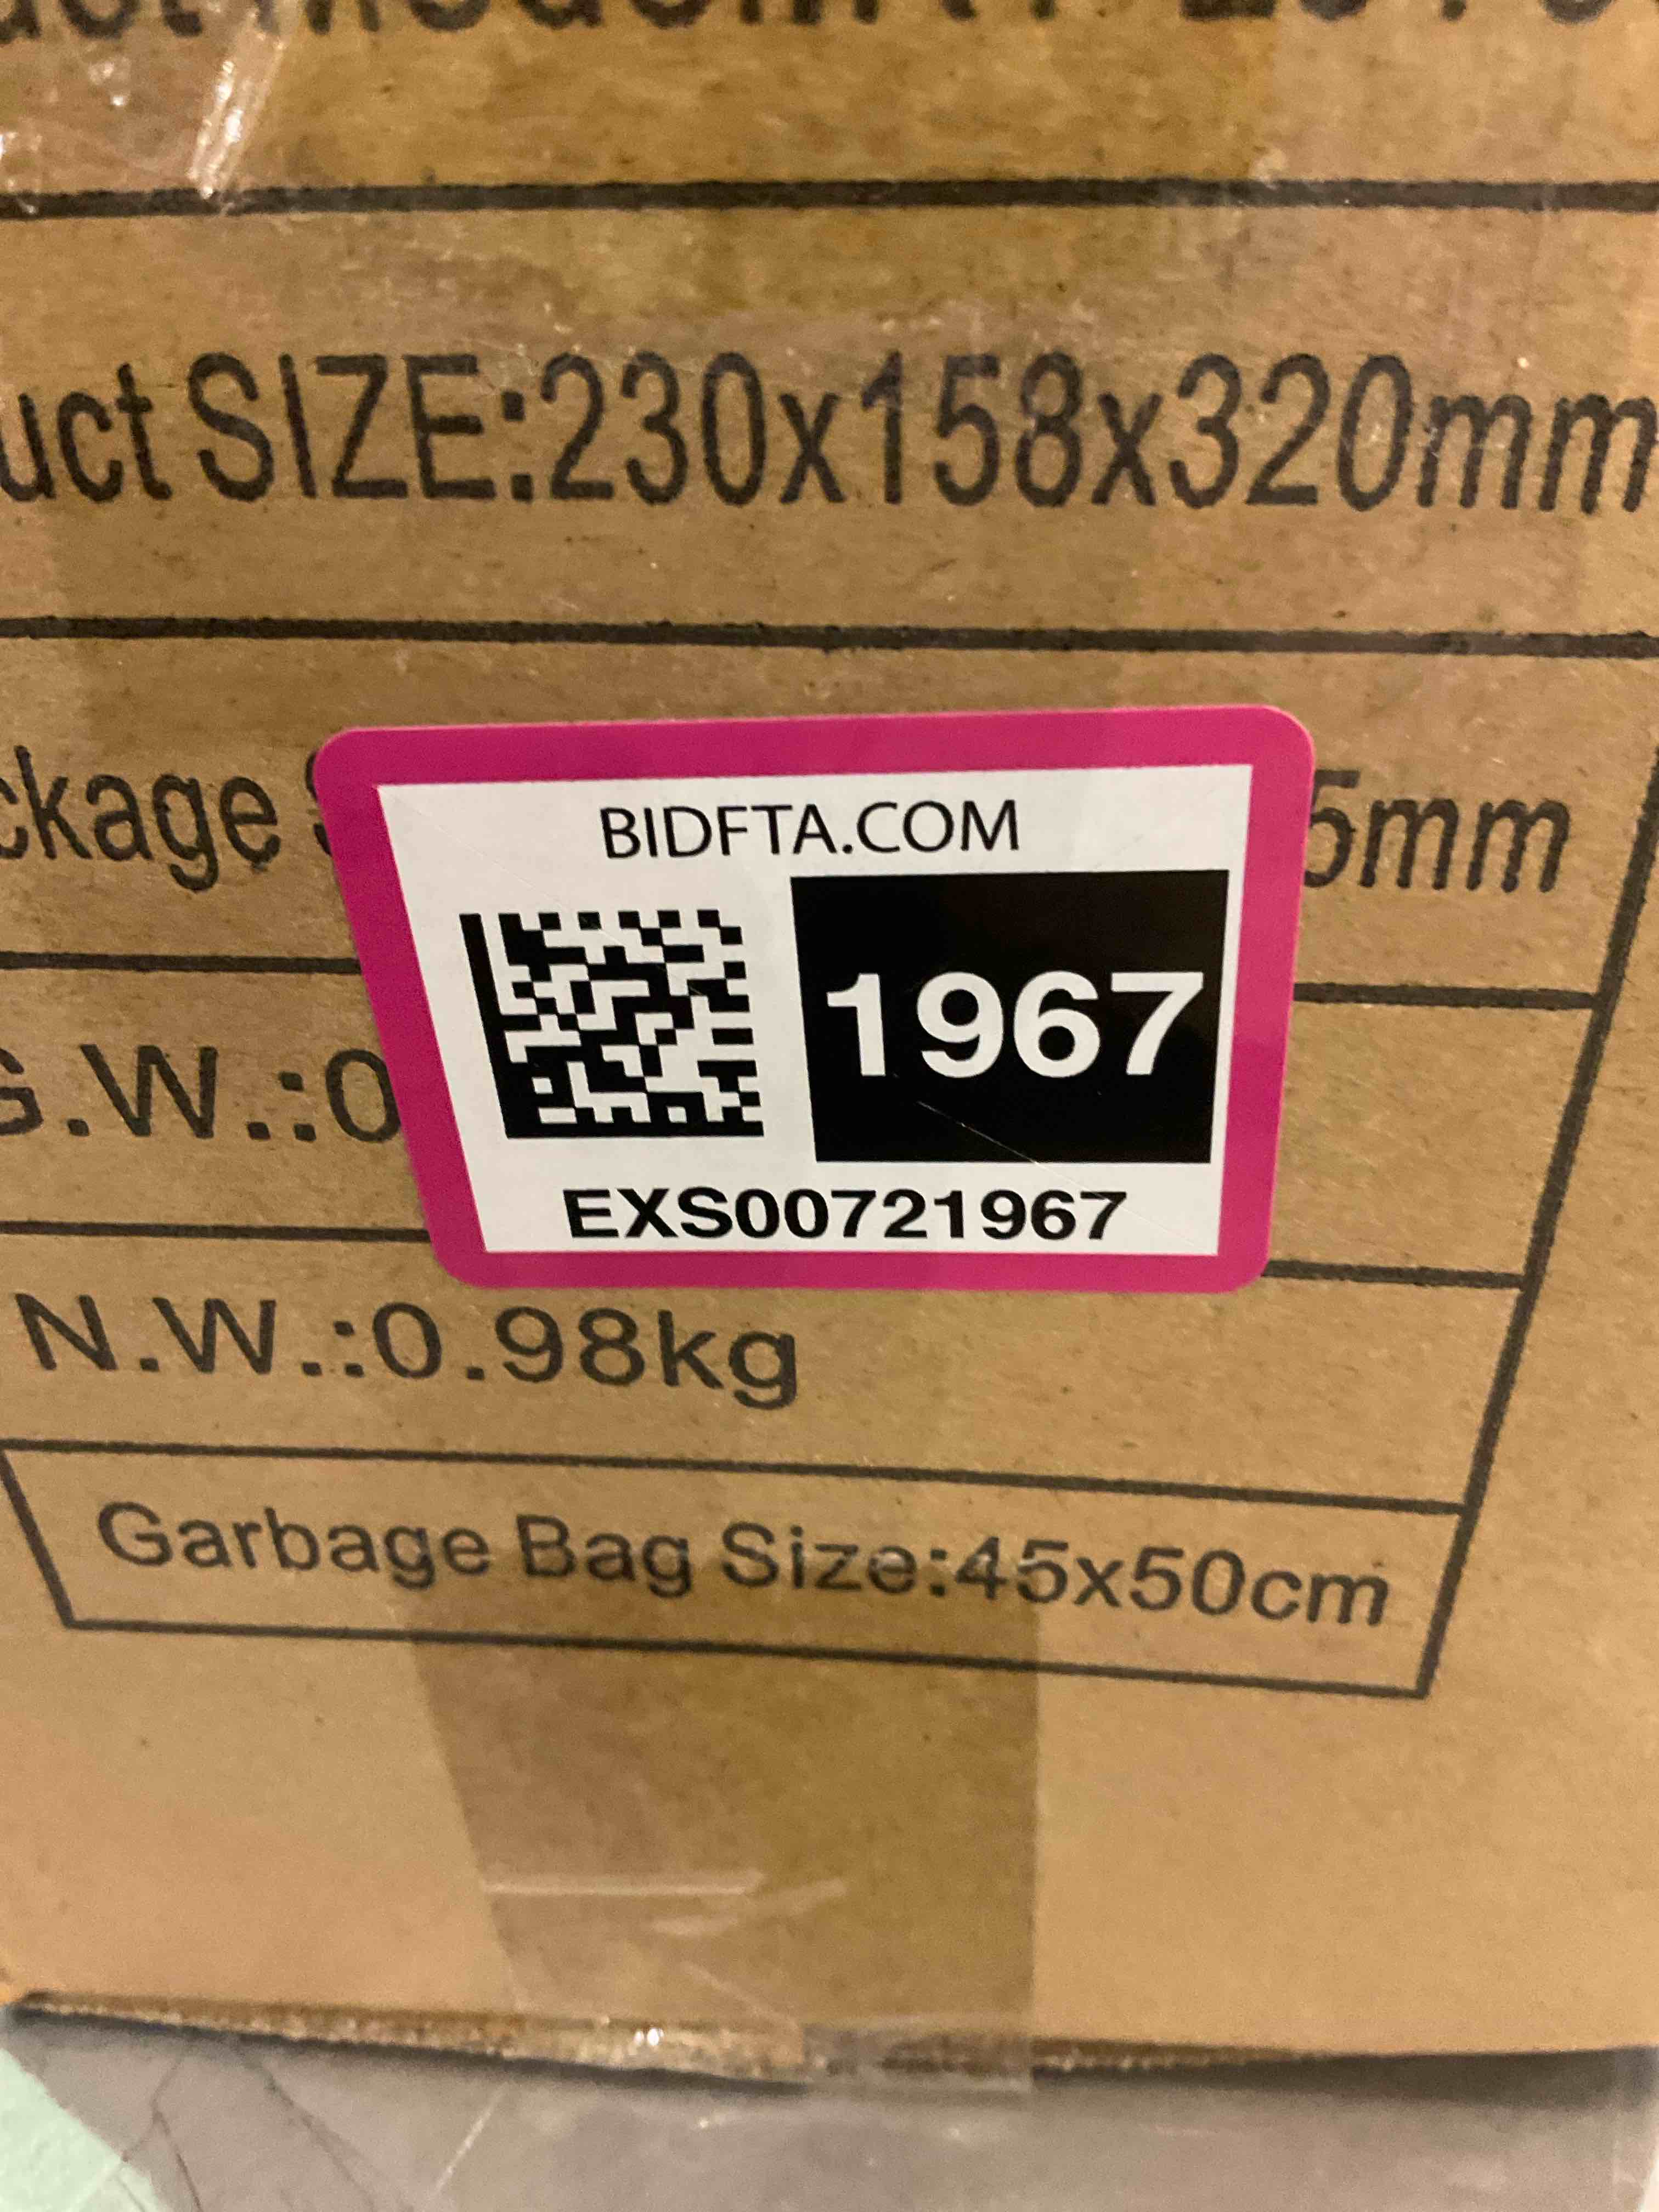 uct SIZE:230x158x320mm
ckage
5mm
BIDFTA.COM
1967
EXS00721967
G.W.:0
N.W.:0.98kg
Garbage Bag Size:45x50cm